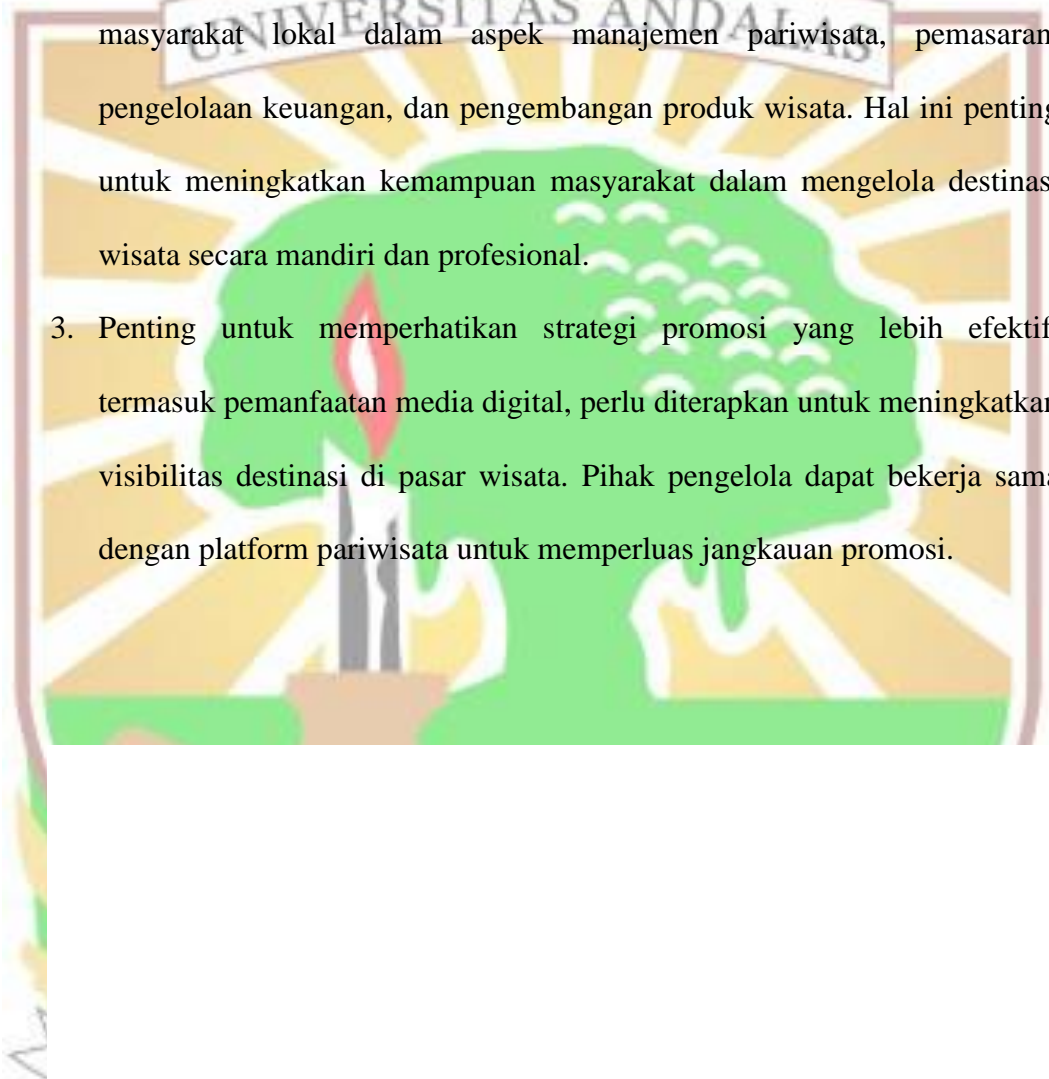 UNIVERSITAS ANDALAS
masyarakat lokal dalam aspek manajemen pariwisata, pemasaran
pengelolaan keuangan, dan pengembangan produk wisata. Hal ini penting
untuk meningkatkan kemampuan masyarakat dalam mengelola destinas
wisata secara mandiri dan profesional.
3. Penting untuk memperhatikan strategi promosi yang lebih efektif
termasuk pemanfaatan media digital, perlu diterapkan untuk meningkatkan
visibilitas destinasi di pasar wisata. Pihak pengelola dapat bekerja sama
dengan platform pariwisata untuk memperluas jangkauan promosi.